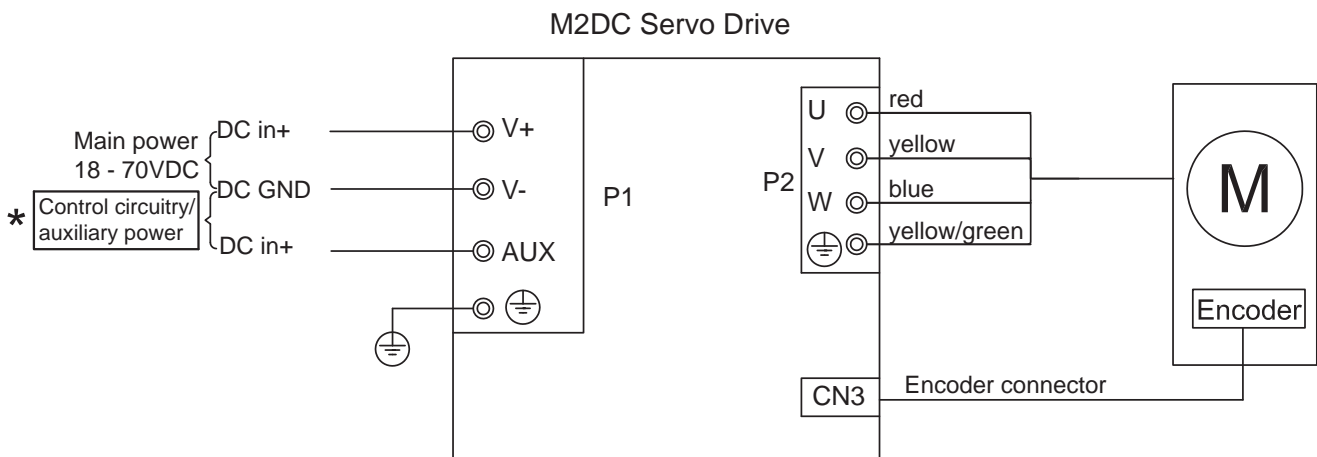 M2DC Servo Drive
Main power
18 - 70VDC
DC in+
DC GND
* Control circuitry/
auxiliary power
DC in+
V+
V-
AUX
P1
P2
U
V
W
red
yellow
blue
yellow/green
M
Encoder
CN3
Encoder connector